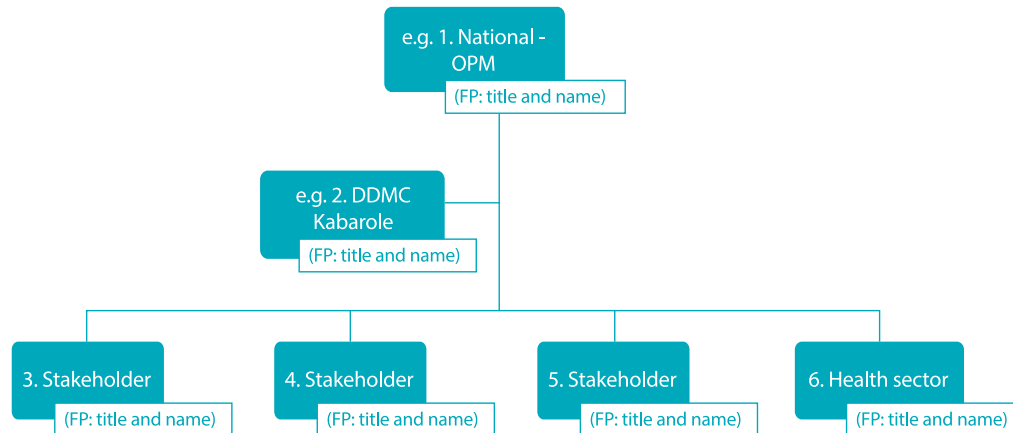 e.g. 1. National -
OPM
(FP: title and name)
e.g. 2. DDMC
Kabarole
(FP: title and name)
3. Stakeholder
(FP: title and name)
4. Stakeholder
(FP: title and name)
5. Stakeholder
(FP: title and name)
6. Health sector
(FP: title and name)